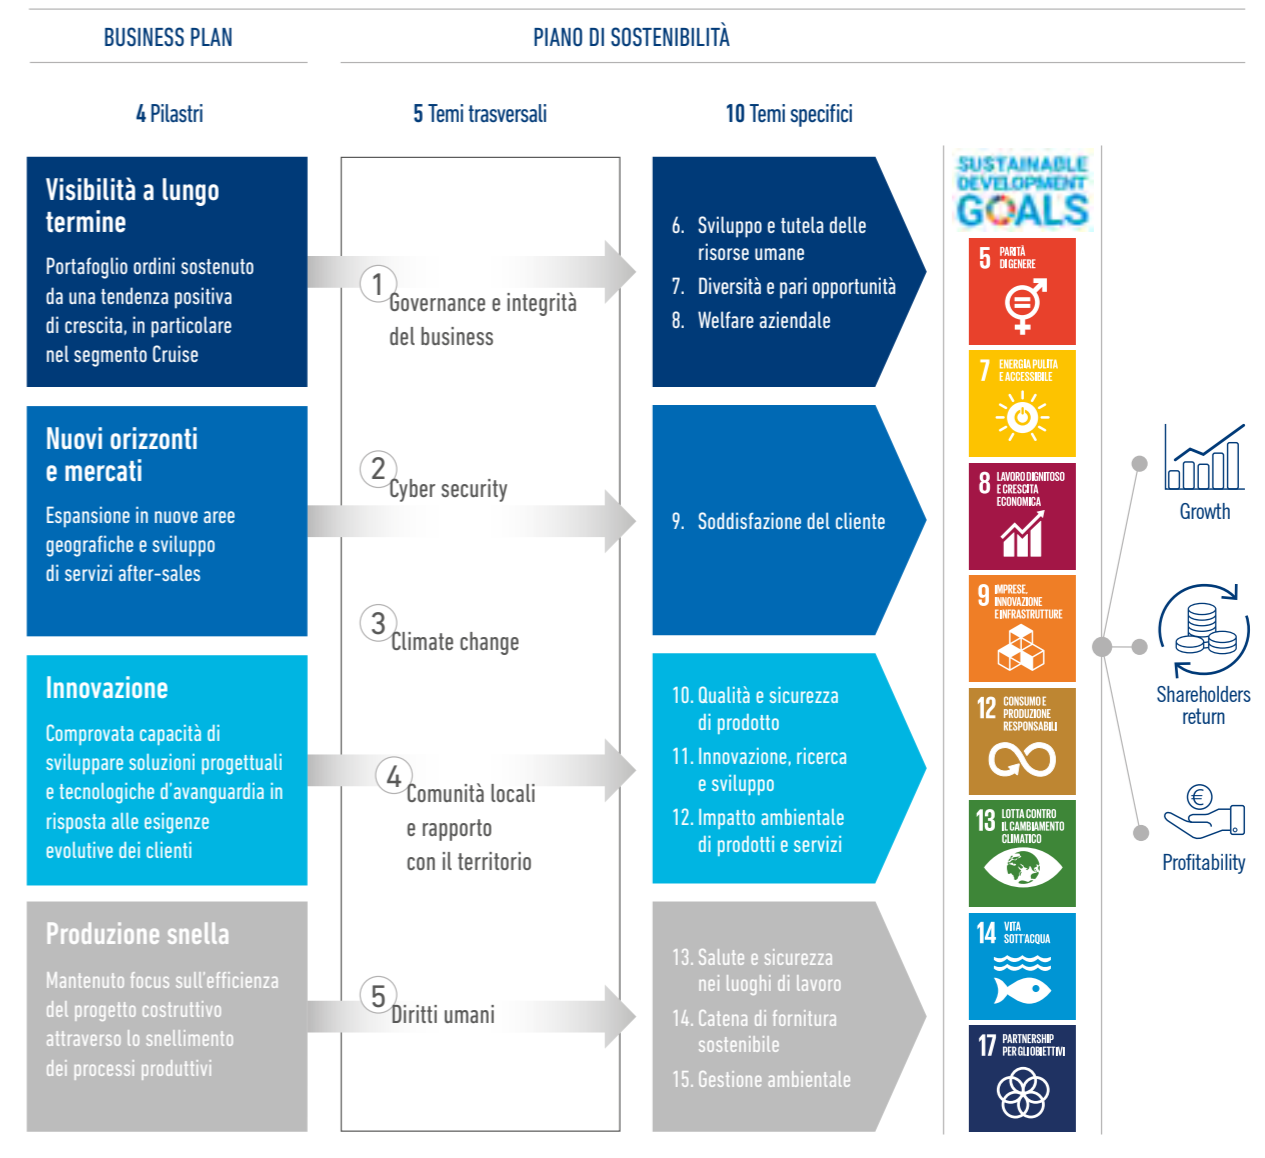 BUSINESS PLAN
PIANO DI SOSTENIBILITÀ
4 Pilastri
5 Temi trasversali
10 Temi specifici
Visibilità a lungo
termine
Portafoglio ordini sostenuto
da una tendenza positiva
di crescita, in particolare
nel segmento Cruise
Nuovi orizzonti
e mercati
Espansione in nuove aree
geografiche e sviluppo
di servizi after-sales
Innovazione
Comprovata capacità di
sviluppare soluzioni progettuali
e tecnologiche d'avanguardia in
risposta alle esigenze
evolutive dei clienti
Produzione snella
Mantenuto focus sull'efficienza
del progetto costruttivo
attraverso lo snellimento
dei processi produttivi
1
Governance e integrità
del business
2
Cyber security
3
Climate change
4
Comunità locali
e rapporto
con il territorio
5
Diritti umani
6. Sviluppo e tutela delle
risorse umane
7. Diversità e pari opportunità
8. Welfare aziendale
9. Soddisfazione del cliente
10. Qualità e sicurezza
di prodotto
11. Innovazione, ricerca
e sviluppo
12. Impatto ambientale
di prodotti e servizi
13. Salute e sicurezza
nei luoghi di lavoro
14. Catena di fornitura
sostenibile
15. Gestione ambientale
SUSTAINABLE
DEVELOPMENT
GOALS
5 PARITÀ
DI GENERE
7 ENERGIA PULITA
E ACCESSIBILE
8 LAVORO DIGNITOSO
E CRESCITA
ECONOMICA
9 IMPRESE,
INNOVAZIONE
E INFRASTRUTTURE
12 CONSUMO E
PRODUZIONE
RESPONSABILI
13 LOTTA CONTRO
IL CAMBIAMENTO
CLIMATICO
14 VITA
SOTT'ACQUA
17 PARTNERSHIP
PER GLI OBIETTIVI
Growth
Shareholders
return
€
Profitability